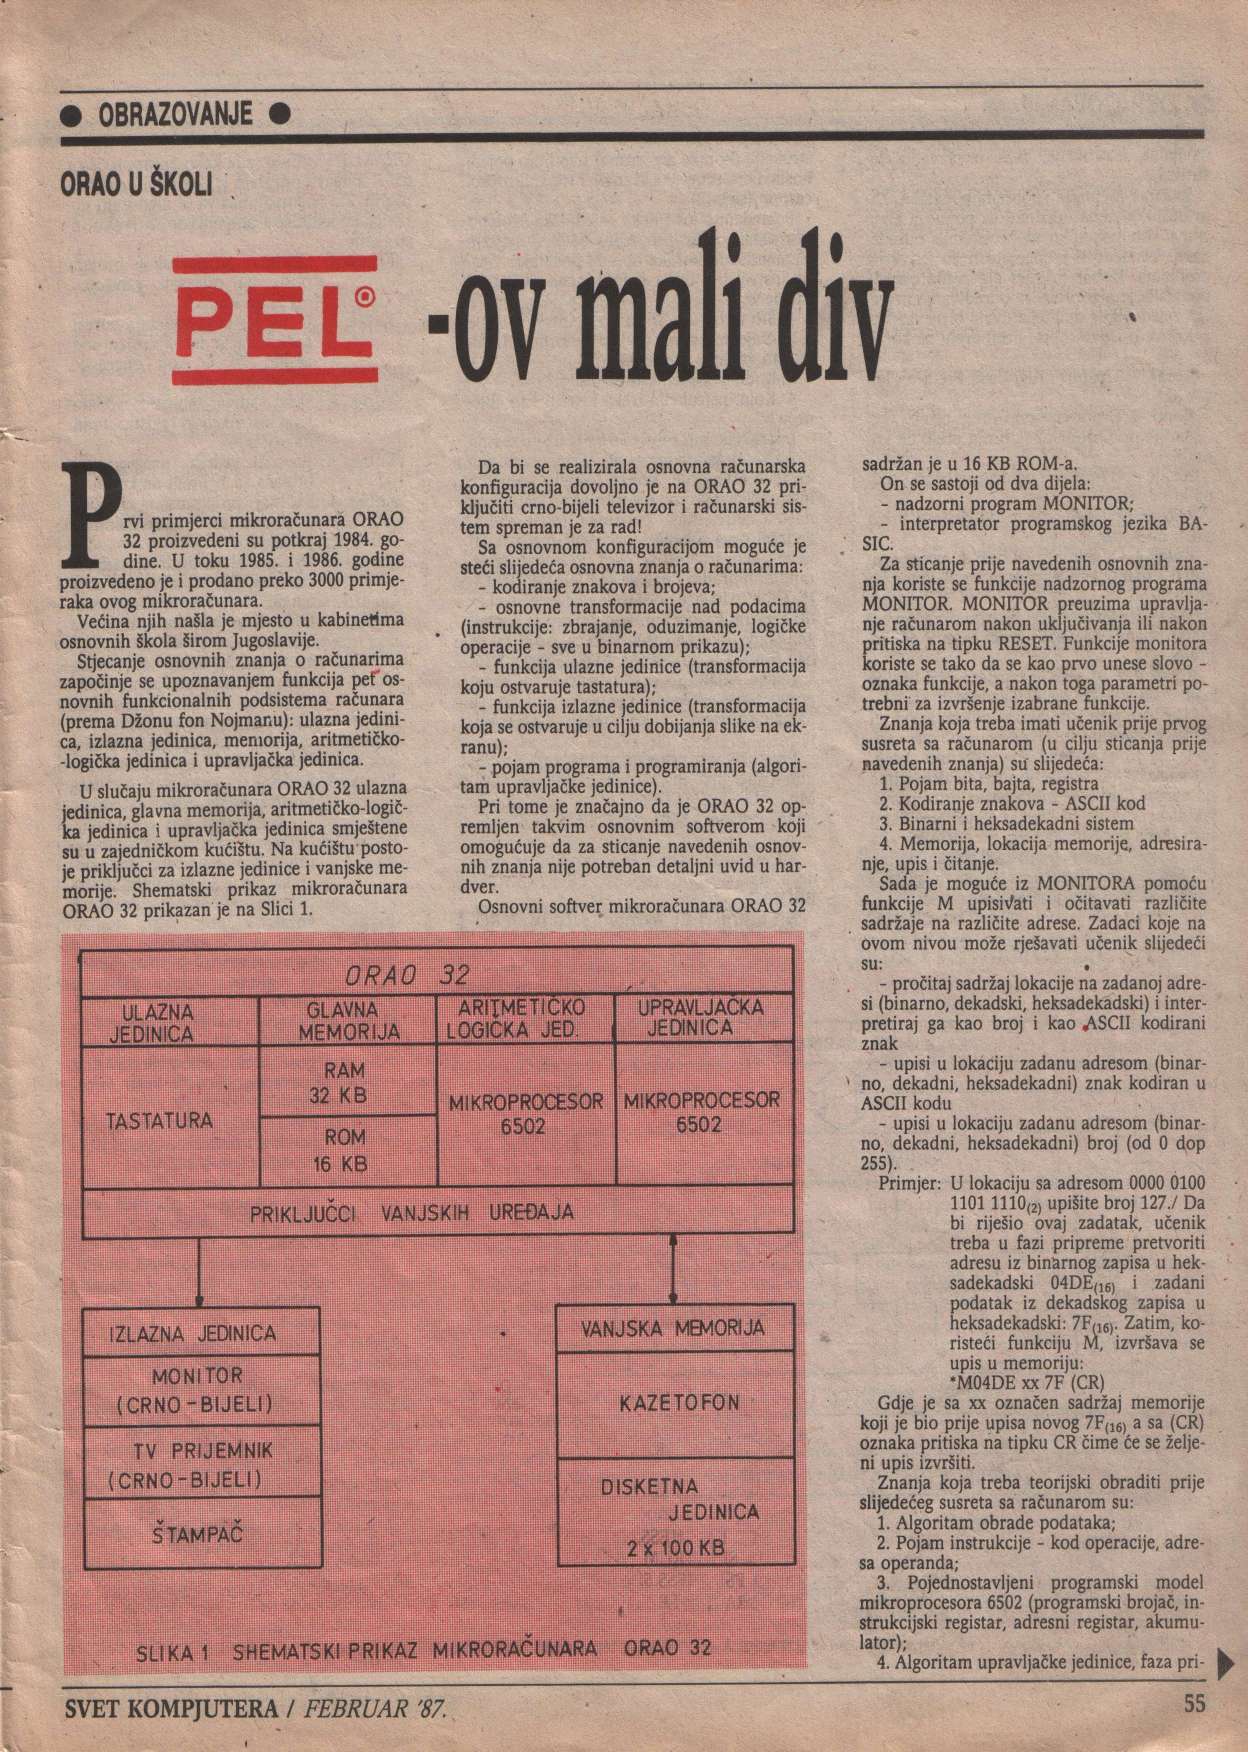 ● OBRAZOVANJE ●
ORAO U ŠKOLI
PEL® -ov mali div
Prvi primjerci mikroračunara ORAO
32 proizvedeni su potkraj 1984. go-
dine. U toku 1985. i 1986. godine
proizvedeno je i prodano preko 3000 primje-
raka ovog mikroračunara.
Većina njih našla je mjesto u kabinetima
osnovnih škola širom Jugoslavije.
Stjecanje osnovnih znanja o računarima
započinje se upoznavanjem funkcija pet os-
novnih funkcionalnih podsistema računara
(prema Džonu fon Nojmanu): ulazna jedini-
ca, izlazna jedinica, memorija, aritmetičko-
-logička jedinica i upravljačka jedinica.
U slučaju mikroračunara ORAO 32 ulazna
jedinica, glavna memorija, aritmetičko-logič-
ka jedinica i upravljačka jedinica smještene
su u zajedničkom kućištu. Na kućištu posto-
je priključci za izlazne jedinice i vanjske me-
morije. Shematski prikaz mikroračunara
ORAO 32 prikazan je na Slici 1.
Da bi se realizirala osnovna računarska
konfiguracija dovoljno je na ORAO 32 pri-
ključiti crno-bijeli televizor i računarski sis-
tem spreman je za rad!
Sa osnovnom konfiguracijom moguće je
steći slijedeća osnovna znanja o računarima:
- kodiranje znakova i brojeva;
- osnovne transformacije nad podacima
(instrukcije: zbrajanje, oduzimanje, logičke
operacije - sve u binarnom prikazu);
- funkcija ulazne jedinice (transformacija
koju ostvaruje tastatura);
- funkcija izlazne jedinice (transformacija
koja se ostvaruje u cilju dobijanja slike na ek-
ranu);
- pojam programa i programiranja (algori-
tam upravljačke jedinice).
Pri tome je značajno da je ORAO 32 op-
remljen takvim osnovnim softverom koji
omogućuje da za sticanje navedenih osnov-
nih znanja nije potreban detaljni uvid u har-
dver.
Osnovni softver mikroračunara ORAO 32
sadržan je u 16 KB ROM-a.
On se sastoji od dva dijela:
- nadzorni program MONITOR;
- interpretator programskog jezika BA-
SIC.
Za sticanje prije navedenih osnovnih zna-
nja koriste se funkcije nadzornog programa
MONITOR. MONITOR preuzima upravlja-
nje računarom nakon uključivanja ili nakon
pritiska na tipku RESET. Funkcije monitora
koriste se tako da se kao prvo unese slovo -
oznaka funkcije, a nakon toga parametri po-
trebni za izvršenje izabrane funkcije.
Znanja koja treba imati učenik prije prvog
susreta sa računarom (u cilju sticanja prije
navedenih znanja) su slijedeća:
1. Pojam bita, bajta, registra
2. Kodiranje znakova - ASCII kod
3. Binarni i heksadekadni sistem
4. Memorija, lokacija memorije, adresira-
nje, upis i čitanje.
Sada je moguće iz MONITORA pomoću
funkcije M upisivati i očitavati različite
sadržaje na različite adrese. Zadaci koje na
ovom nivou može rješavati učenik slijedeći
su:
- pročitaj sadržaj lokacije na zadanoj adre-
si (binarno, dekadski, heksadekadski) i inter-
pretiraj ga kao broj i kao ASCII kodirani
znak
- upisi u lokaciju zadanu adresom (binar-
no, dekadni, heksadekadni) znak kodiran u
ASCII kodu
- upisi u lokaciju zadanu adresom (binar-
no, dekadni, heksadekadni) broj (od 0 dop
255).
Primjer: U lokaciju sa adresom 0000 0100
1101 1110(2) upišite broj 127./ Da
bi riješio ovaj zadatak, učenik
treba u fazi pripreme pretvoriti
adresu iz binarnog zapisa u hek-
sadekadski 04DE(16) i zadani
podatak iz dekadskog zapisa u
heksadekadski: 7F(16). Zatim, ko-
risteći funkciju M, izvršava se
upis u memoriju:
*M04DE xx 7F (CR)
Gdje je sa xx označen sadržaj memorije
koji je bio prije upisa novog 7F(16) a sa (CR)
oznaka pritiska na tipku CR čime će se želje-
ni upis izvršiti.
Znanja koja treba teorijski obraditi prije
slijedećeg susreta sa računarom su:
1. Algoritam obrade podataka;
2. Pojam instrukcije - kod operacije, adre-
sa operanda;
3. Pojednostavljeni programski model
mikroprocesora 6502 (programski brojač, in-
strukcijski registar, adresni registar, akumu-
lator);
4. Algoritam upravljačke jedinice, faza pri-
ORAO 32
ULAZNA
JEDINICA
GLAVNA
MEMORIJA
ARITMETIČKO
LOGIČKA JED.
UPRAVLJAČKA
JEDINICA
TASTATURA
RAM
32 KB
ROM
16 KB
MIKROPROCESOR
6502
MIKROPROCESOR
6502
PRIKLJUČCI VANJSKIH UREĐAJA
IZLAZNA JEDINICA
MONITOR
(CRNO-BIJELI)
TV PRIJEMNIK
(CRNO-BIJELI)
ŠTAMPAČ
VANJSKA MEMORIJA
KAZETOFON
DISKETNA
JEDINICA
2 x 100 KB
SLIKA 1 SHEMATSKI PRIKAZ MIKRORAČUNARA ORAO 32
SVET KOMPJUTERA / FEBRUAR '87.
55